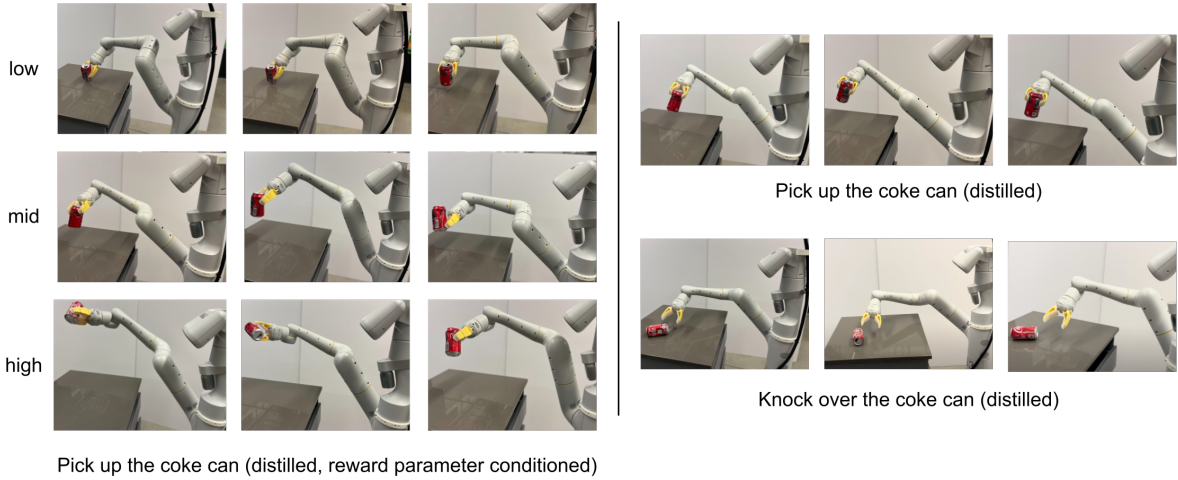 low
mid
high
Pick up the coke can (distilled, reward parameter conditioned)
Pick up the coke can (distilled)
Knock over the coke can (distilled)